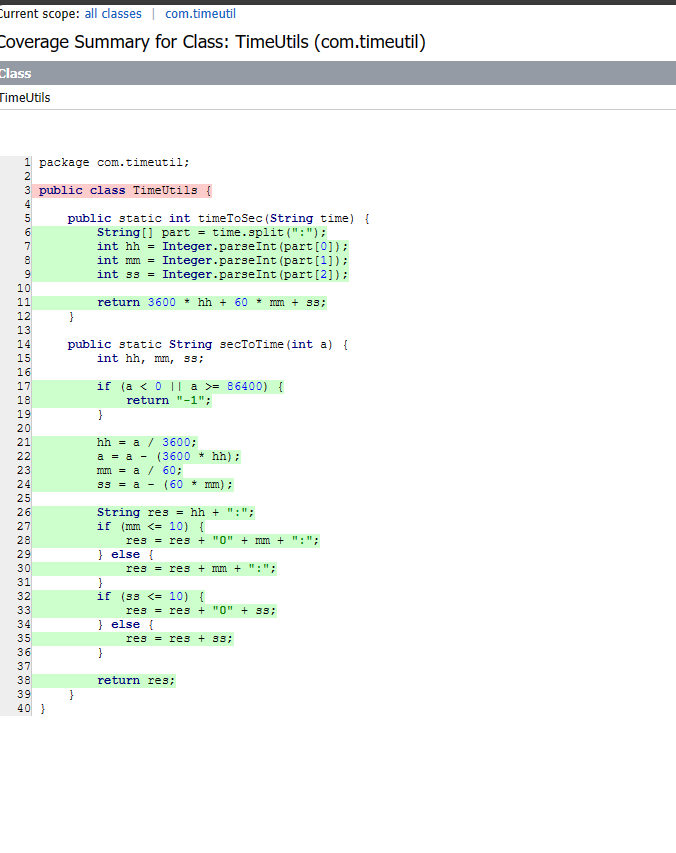 Current scope: all classes | com.timeutil
Coverage Summary for Class: TimeUtils (com.timeutil)
Class
TimeUtils
1 package com.timeutil;
2
3 public class TimeUtils {
4
5     public static int timeToSec(String time) {
6         String[] part = time.split(":");
7         int hh = Integer.parseInt(part[0]);
8         int mm = Integer.parseInt(part[1]);
9         int ss = Integer.parseInt(part[2]);
10
11         return 3600 * hh + 60 * mm + ss;
12     }
13
14     public static String secToTime(int a) {
15         int hh, mm, ss;
16
17         if (a < 0 || a >= 86400) {
18             return "-1";
19         }
20
21         hh = a / 3600;
22         a = a - (3600 * hh);
23         mm = a / 60;
24         ss = a - (60 * mm);
25
26         String res = hh + ":";
27         if (mm <= 10) {
28             res = res + "0" + mm + ":";
29         } else {
30             res = res + mm + ":";
31         }
32         if (ss <= 10) {
33             res = res + "0" + ss;
34         } else {
35             res = res + ss;
36         }
37
38         return res;
39     }
40 }